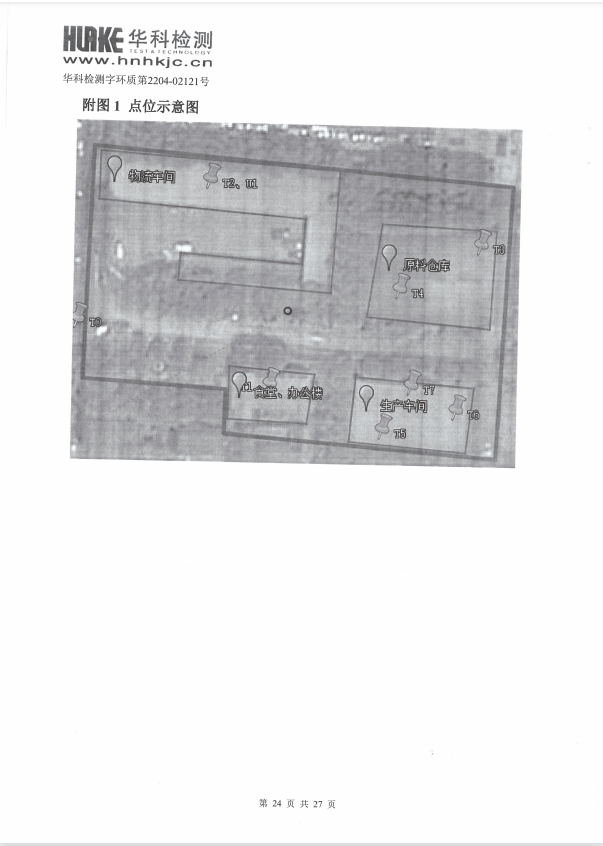 HUAKE 华科检测
TEST & TECHNOLOGY
www.hnhkjc.cn
华科检测字环质第2204-02121号
附图 1 点位示意图
物流车间
T2、U1
T3
原料仓库
T4
食堂、办公楼
T7
生产车间
T6
T5
第 24 页 共 27 页